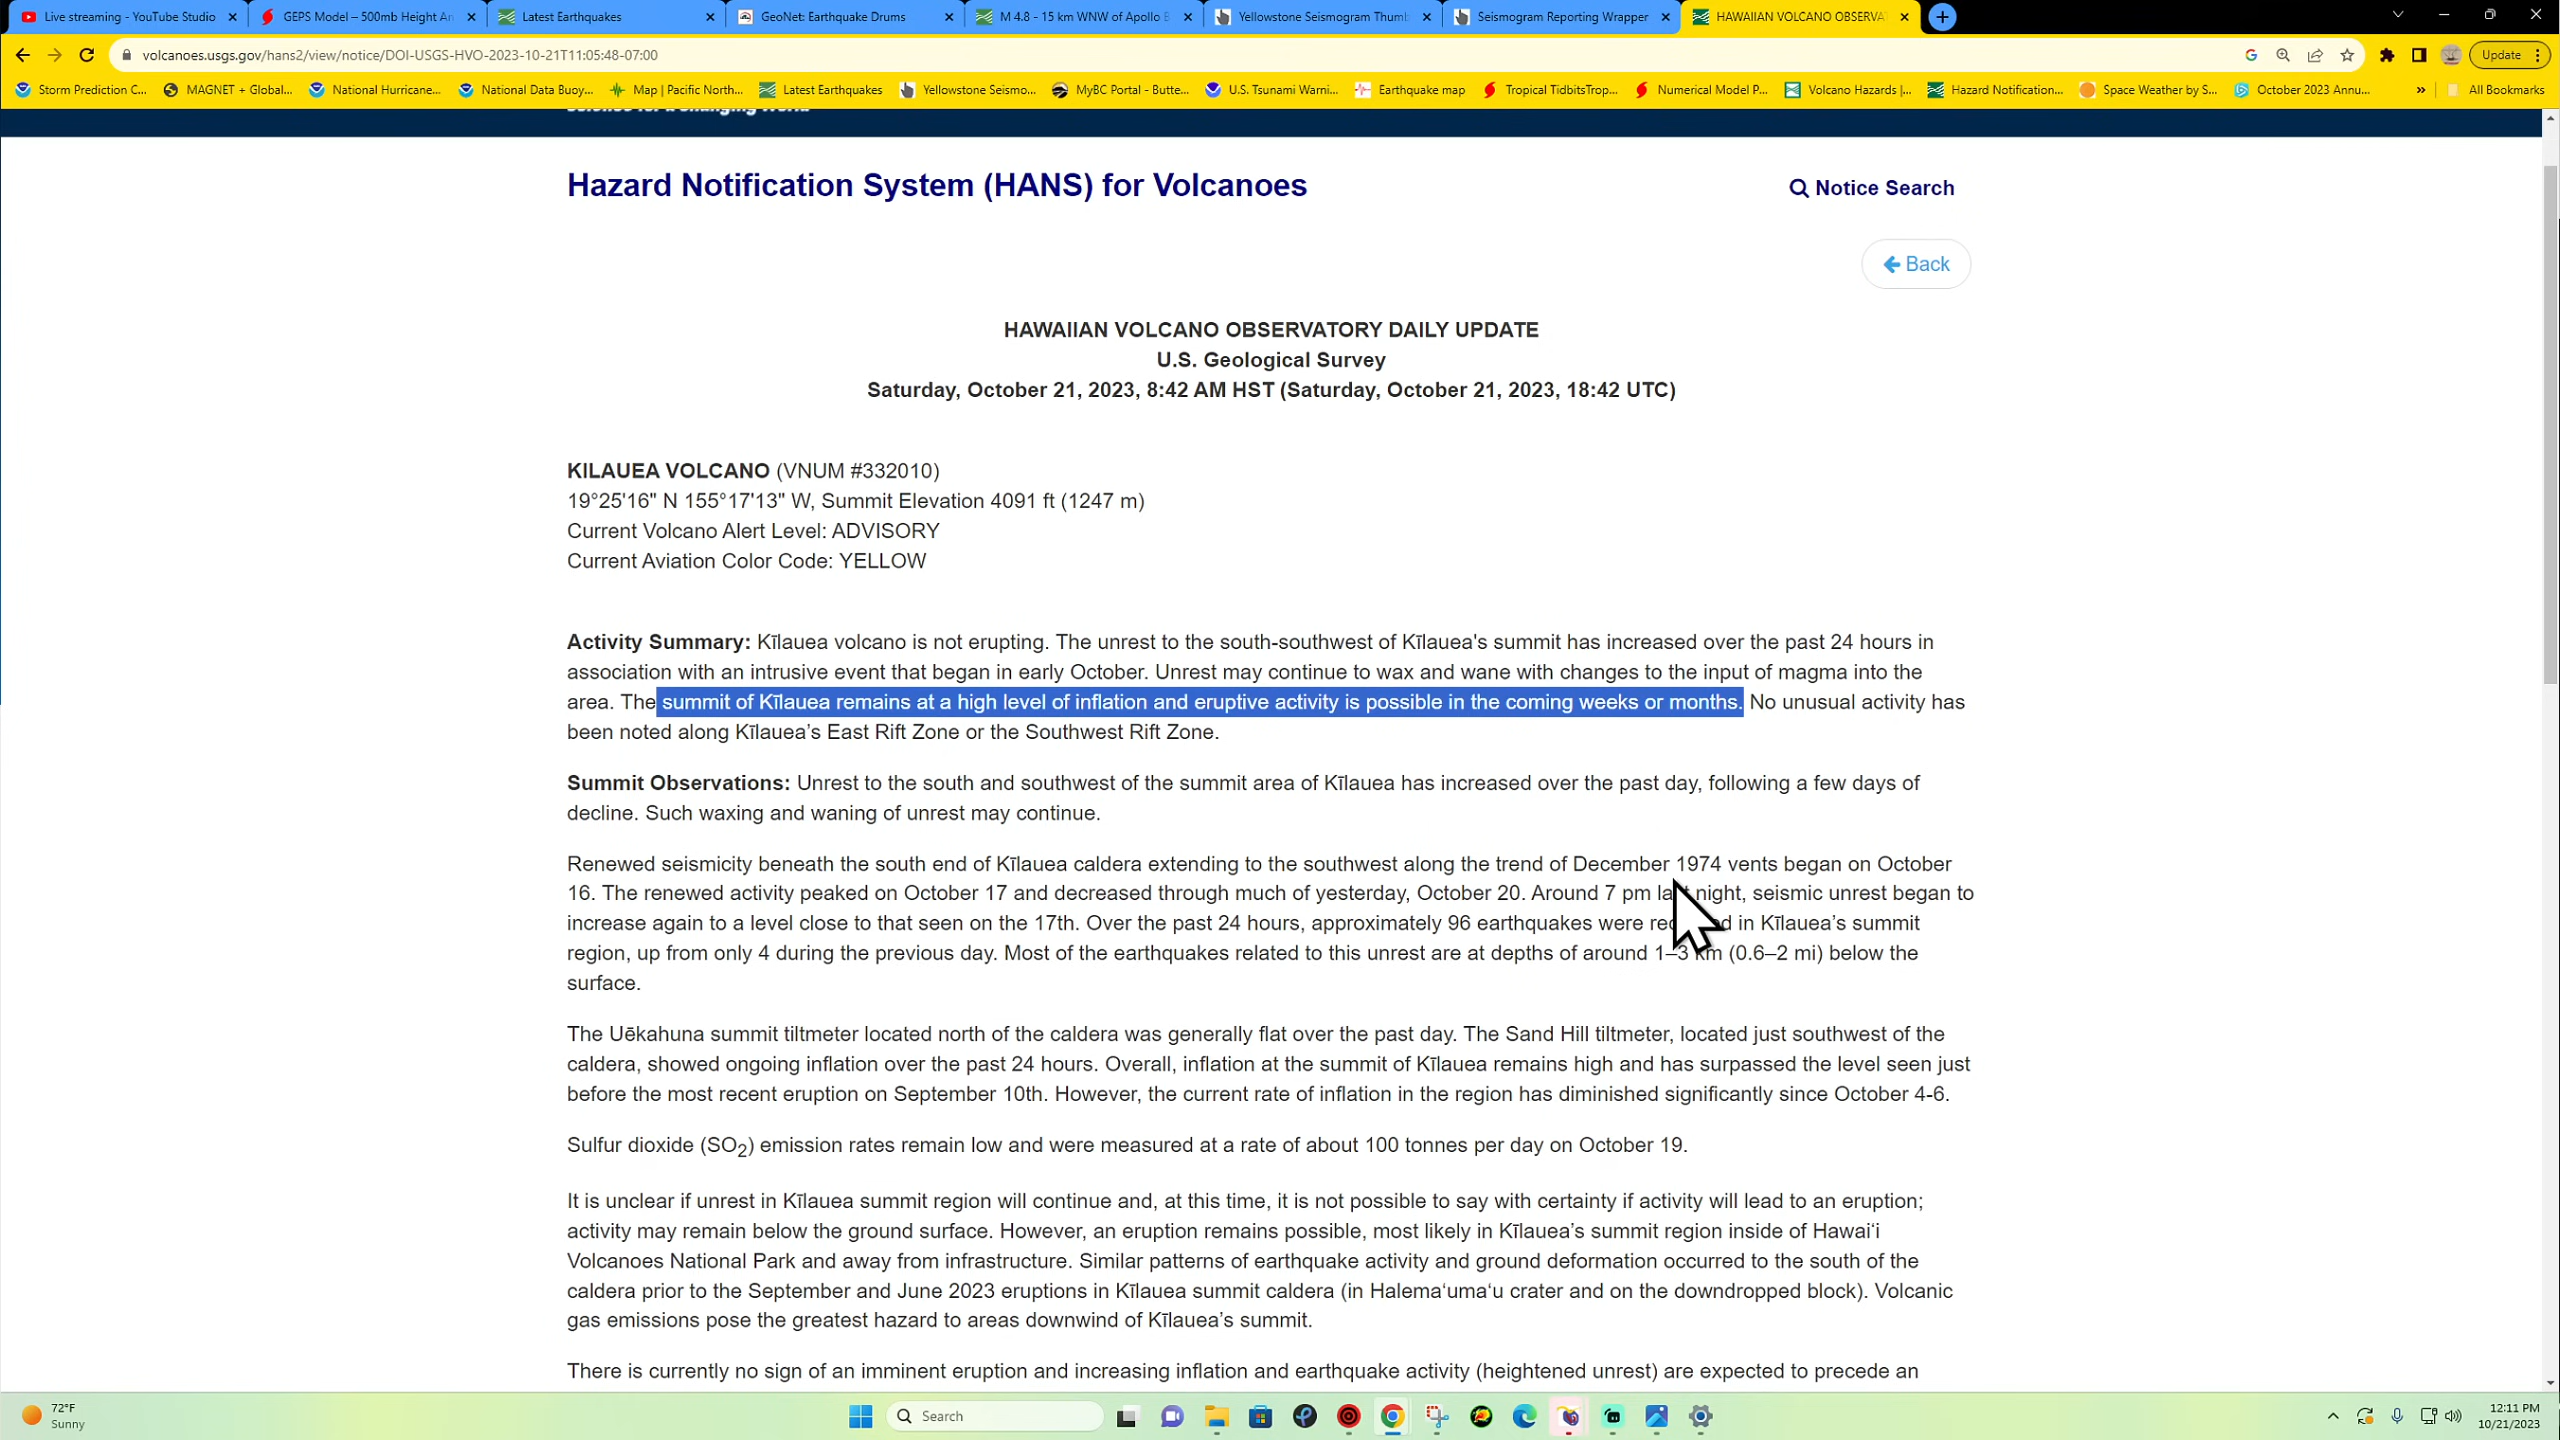 Live streaming - YouTube Studio
GEPS Model – 500mb Height An
Latest Earthquakes
GeoNet: Earthquake Drums
M 4.8 - 15 km WNW of Apollo B
Yellowstone Seismogram Thumb
Seismogram Reporting Wrapper
HAWAIIAN VOLCANO OBSERVA
volcanoes.usgs.gov/hans2/view/notice/DOI-USGS-HVO-2023-10-21T11:05:48-07:00
Update
Storm Prediction C...
MAGNET + Global...
National Hurricane...
National Data Buoy...
Map | Pacific North...
Latest Earthquakes
Yellowstone Seismo...
MyBC Portal - Butte...
U.S. Tsunami Warni...
Earthquake map
Tropical TidbitsTrop...
Numerical Model P...
Volcano Hazards |...
Hazard Notification...
Space Weather by S...
October 2023 Annu...
»
All Bookmarks
science for a changing world
Hazard Notification System (HANS) for Volcanoes
Notice Search
Back
HAWAIIAN VOLCANO OBSERVATORY DAILY UPDATE
U.S. Geological Survey
Saturday, October 21, 2023, 8:42 AM HST (Saturday, October 21, 2023, 18:42 UTC)
KILAUEA VOLCANO (VNUM #332010)
19°25'16" N 155°17'13" W, Summit Elevation 4091 ft (1247 m)
Current Volcano Alert Level: ADVISORY
Current Aviation Color Code: YELLOW
Activity Summary: Kīlauea volcano is not erupting. The unrest to the south-southwest of Kīlauea's summit has increased over the past 24 hours in
association with an intrusive event that began in early October. Unrest may continue to wax and wane with changes to the input of magma into the
area. The summit of Kīlauea remains at a high level of inflation and eruptive activity is possible in the coming weeks or months. No unusual activity has
been noted along Kīlauea’s East Rift Zone or the Southwest Rift Zone.
Summit Observations: Unrest to the south and southwest of the summit area of Kīlauea has increased over the past day, following a few days of
decline. Such waxing and waning of unrest may continue.
Renewed seismicity beneath the south end of Kīlauea caldera extending to the southwest along the trend of December 1974 vents began on October
16. The renewed activity peaked on October 17 and decreased through much of yesterday, October 20. Around 7 pm last night, seismic unrest began to
increase again to a level close to that seen on the 17th. Over the past 24 hours, approximately 96 earthquakes were recorded in Kīlauea’s summit
region, up from only 4 during the previous day. Most of the earthquakes related to this unrest are at depths of around 1–3 km (0.6–2 mi) below the
surface.
The Uēkahuna summit tiltmeter located north of the caldera was generally flat over the past day. The Sand Hill tiltmeter, located just southwest of the
caldera, showed ongoing inflation over the past 24 hours. Overall, inflation at the summit of Kīlauea remains high and has surpassed the level seen just
before the most recent eruption on September 10th. However, the current rate of inflation in the region has diminished significantly since October 4-6.
Sulfur dioxide (SO2) emission rates remain low and were measured at a rate of about 100 tonnes per day on October 19.
It is unclear if unrest in Kīlauea summit region will continue and, at this time, it is not possible to say with certainty if activity will lead to an eruption;
activity may remain below the ground surface. However, an eruption remains possible, most likely in Kīlauea’s summit region inside of Hawaiʻi
Volcanoes National Park and away from infrastructure. Similar patterns of earthquake activity and ground deformation occurred to the south of the
caldera prior to the September and June 2023 eruptions in Kīlauea summit caldera (in Halemaʻumaʻu crater and on the downdropped block). Volcanic
gas emissions pose the greatest hazard to areas downwind of Kīlauea’s summit.
There is currently no sign of an imminent eruption and increasing inflation and earthquake activity (heightened unrest) are expected to precede an
72°F
Sunny
Search
12:11 PM
10/21/2023